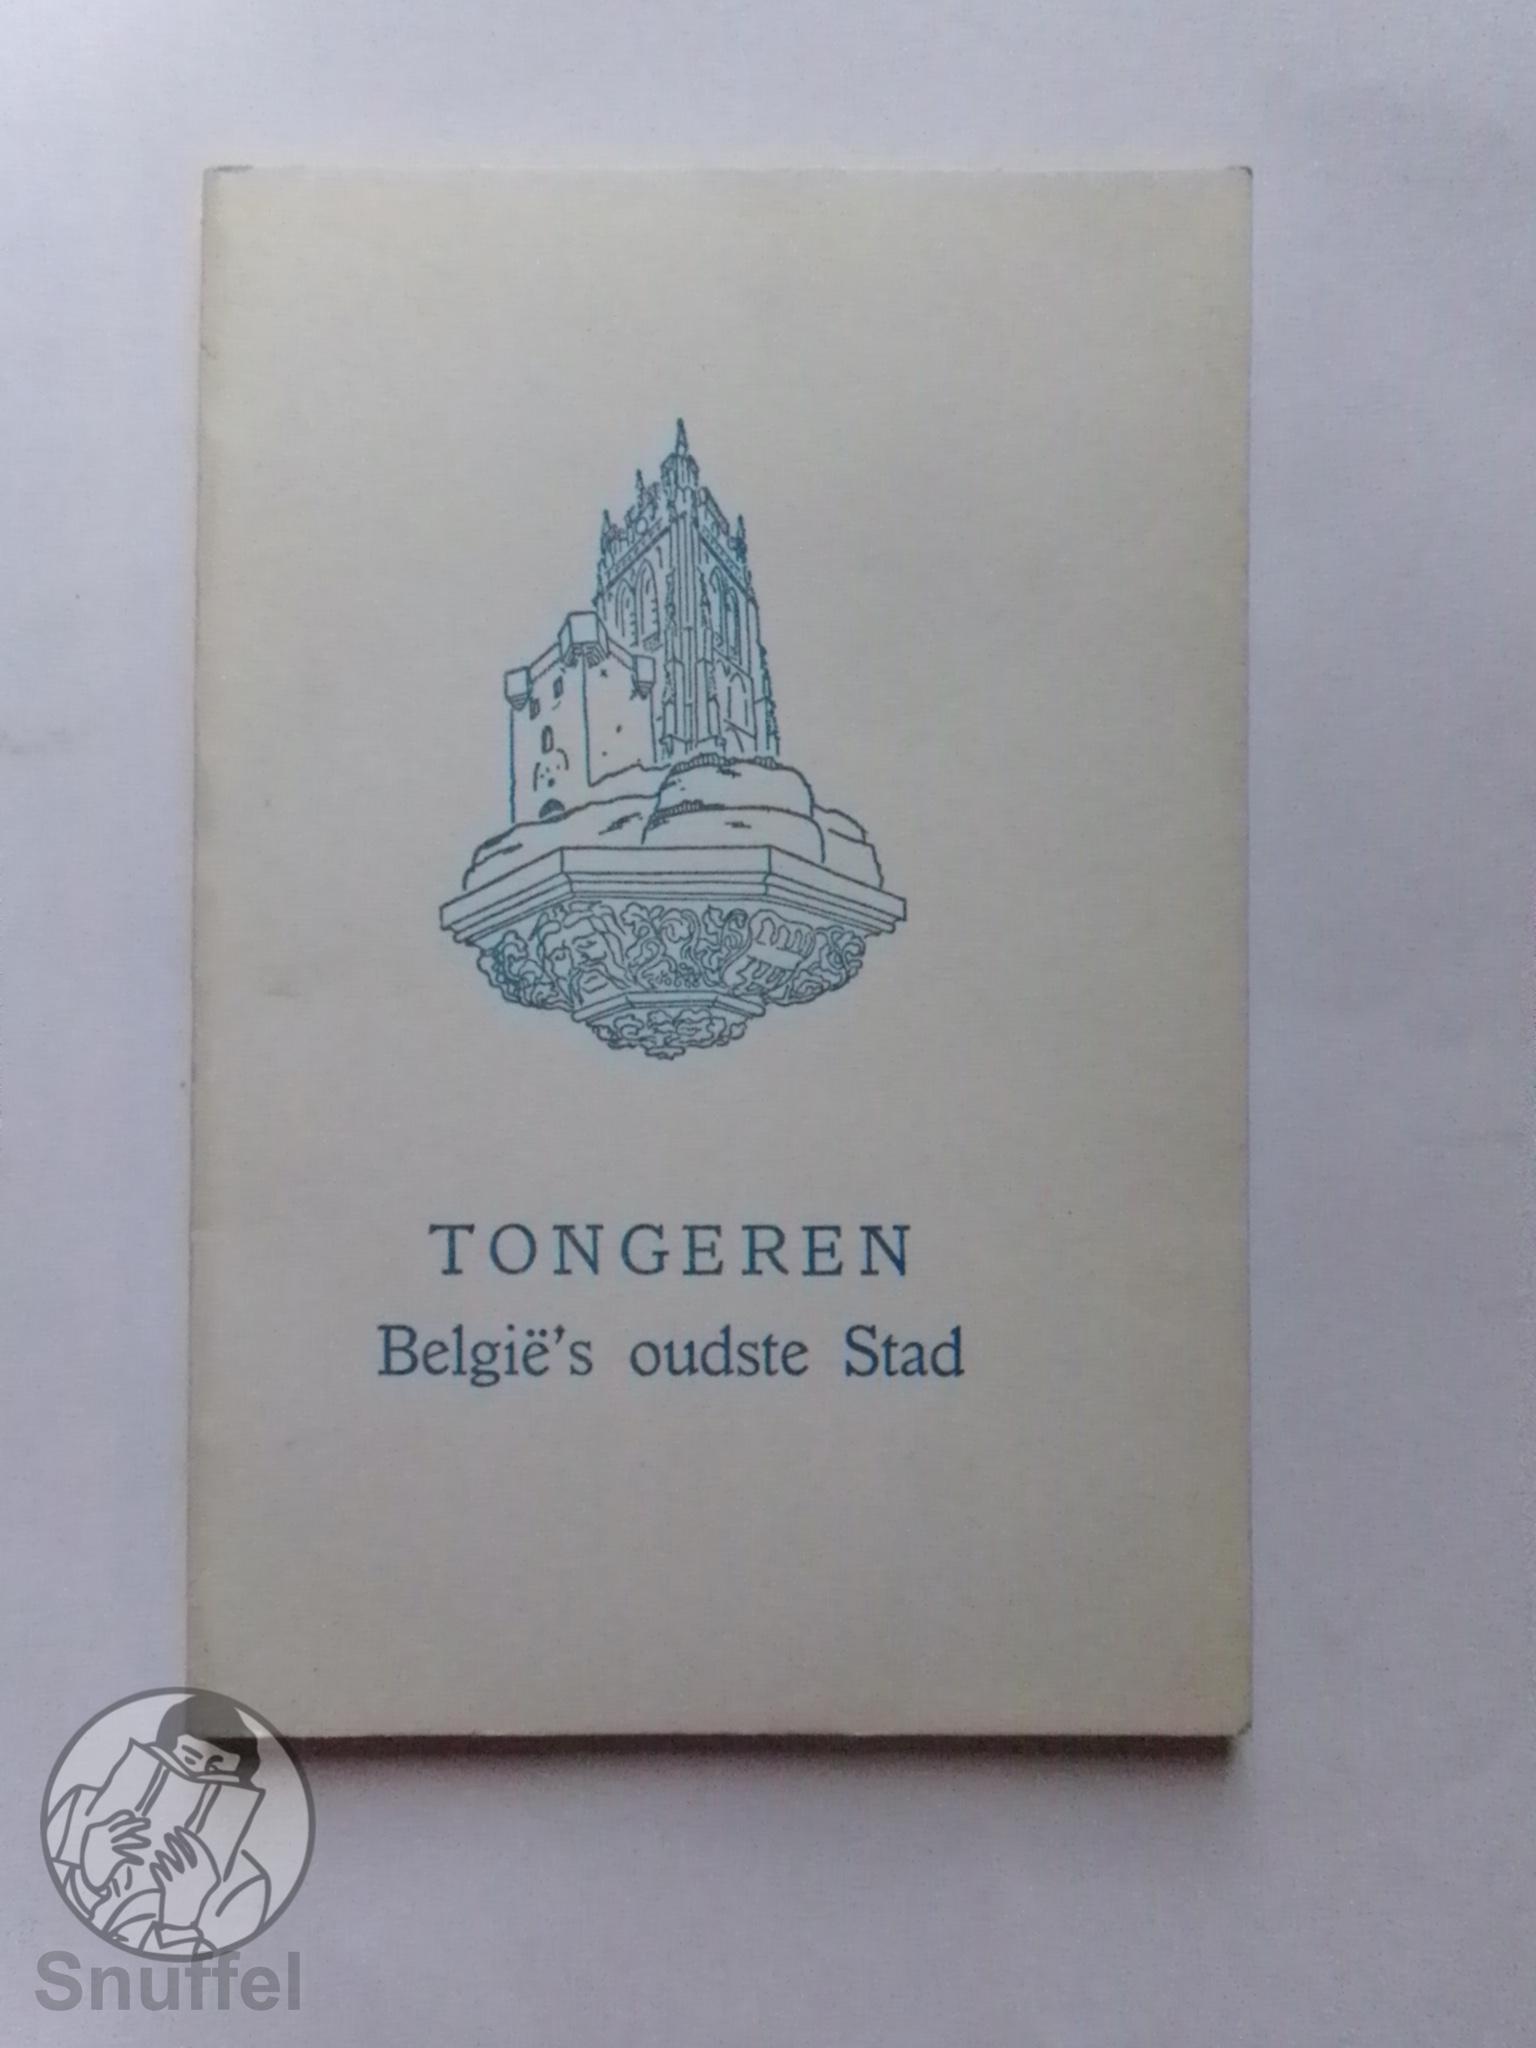 TONGEREN
België's oudste Stad
Snuffel